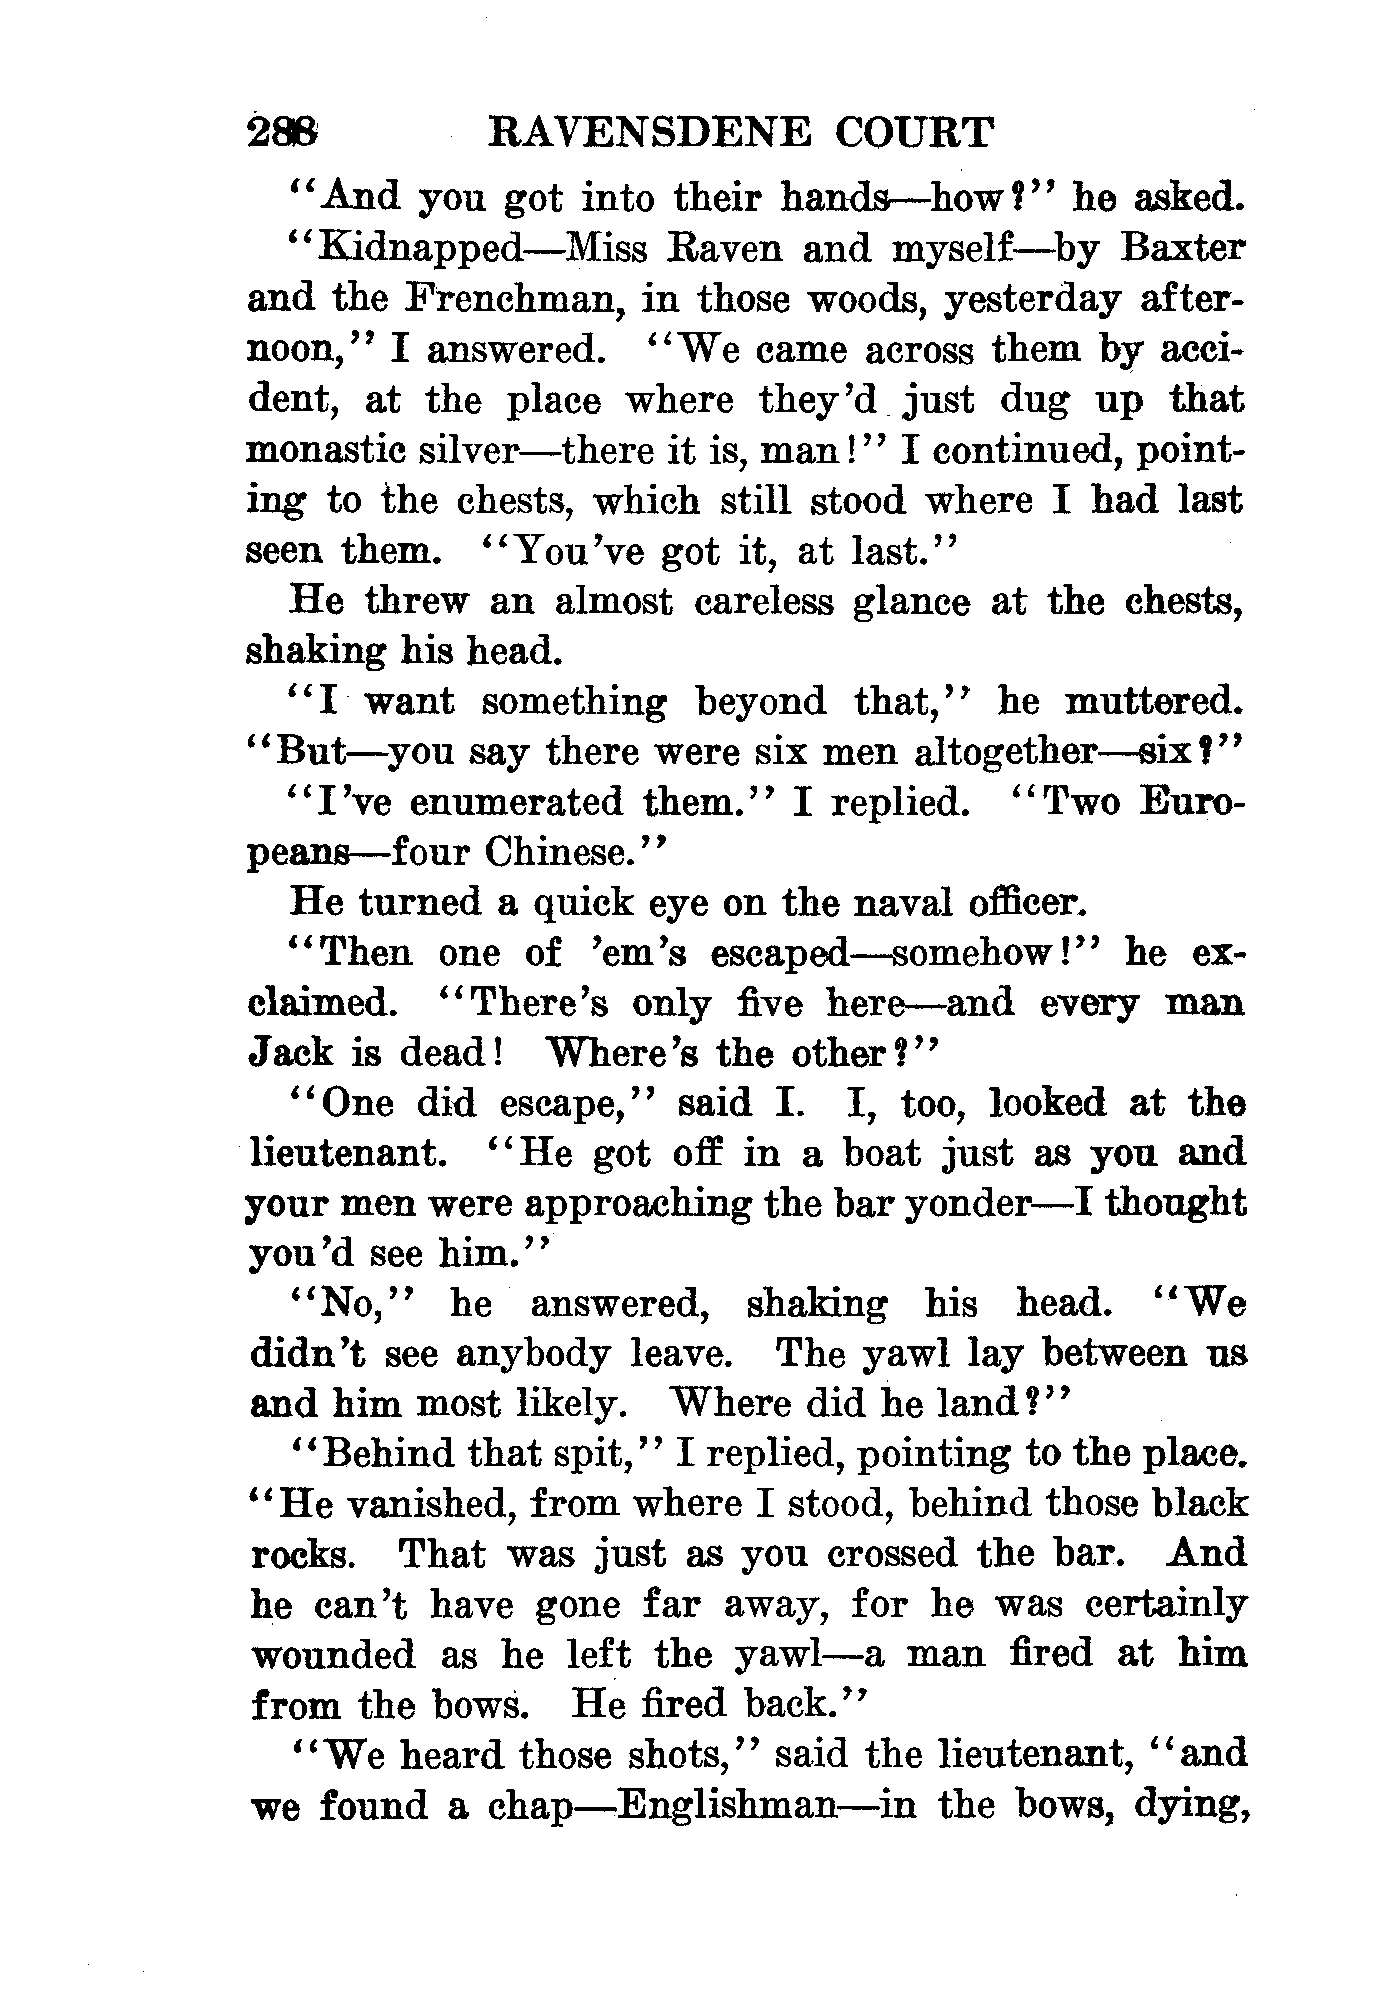 288 RAVENSDENE COURT
"And you got into their hands—how?" he asked.
"Kidnapped—Miss Raven and myself—by Baxter
and the Frenchman, in those woods, yesterday after-
noon," I answered. "We came across them by acci-
dent, at the place where they'd just dug up that
monastic silver—there it is, man!" I continued, point-
ing to the chests, which still stood where I had last
seen them. "You've got it, at last."
He threw an almost careless glance at the chests,
shaking his head.
"I want something beyond that," he muttered.
"But—you say there were six men altogether—six?"
"I've enumerated them." I replied. "Two Euro-
peans—four Chinese."
He turned a quick eye on the naval officer.
"Then one of 'em's escaped—somehow!" he ex-
claimed. "There's only five here—and every man
Jack is dead! Where's the other?"
"One did escape," said I. I, too, looked at the
lieutenant. "He got off in a boat just as you and
your men were approaching the bar yonder—I thought
you'd see him."
"No," he answered, shaking his head. "We
didn't see anybody leave. The yawl lay between us
and him most likely. Where did he land?"
"Behind that spit," I replied, pointing to the place.
"He vanished, from where I stood, behind those black
rocks. That was just as you crossed the bar. And
he can't have gone far away, for he was certainly
wounded as he left the yawl—a man fired at him
from the bows. He fired back."
"We heard those shots," said the lieutenant, "and
we found a chap—Englishman—in the bows, dying,